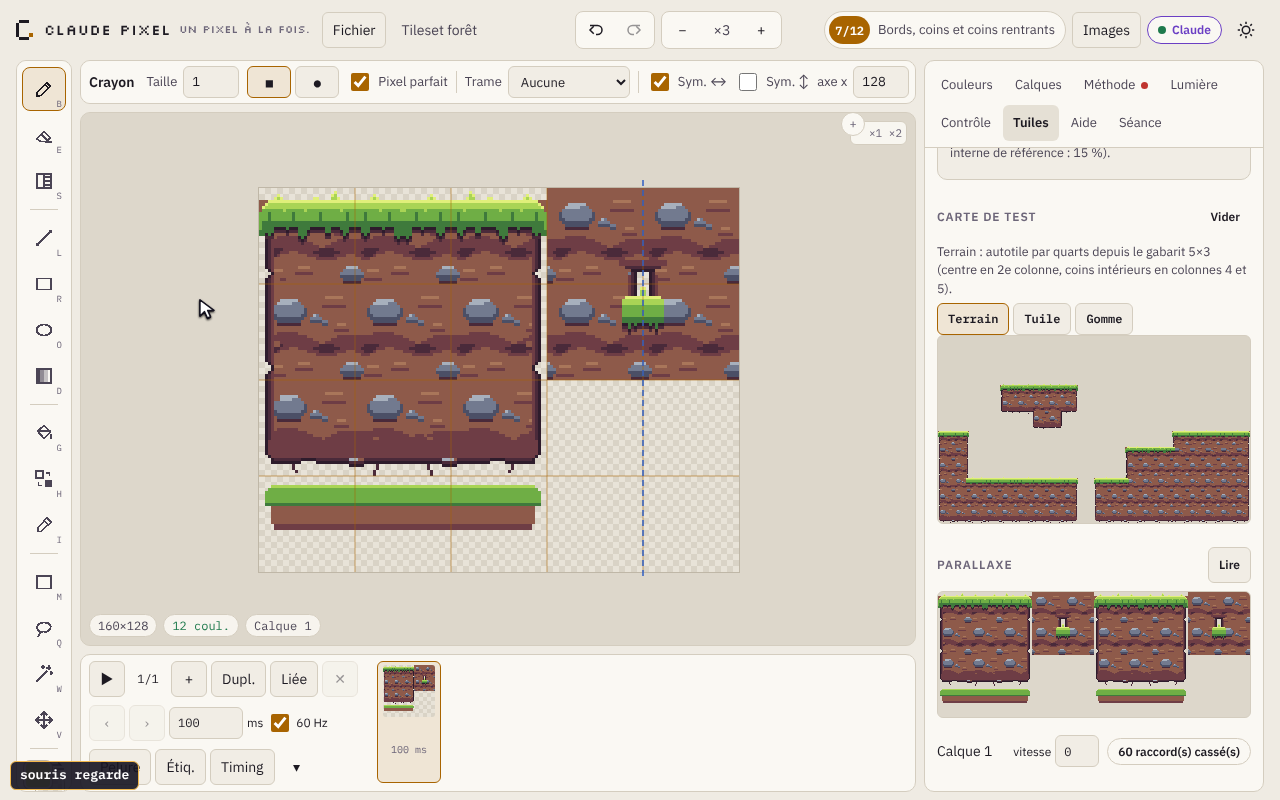 CLAUDE PIXEL UN PIXEL À LA FOIS. Fichier Tileset forêt − ×3 + 7/12 Bords, coins et coins rentrants Images Claude
Crayon Taille 1 Pixel parfait Trame Aucune Sym. ↔ Sym. ↕ axe x 128
Couleurs Calques Méthode Lumière
Contrôle Tuiles Aide Séance
B
E
S
L
R
O
D
G
H
I
M
Q
W
V
+ ×1 ×2
interne de référence : 15 %).
CARTE DE TEST Vider
Terrain : autotile par quarts depuis le gabarit 5×3
(centre en 2e colonne, coins intérieurs en colonnes 4 et
5).
Terrain Tuile Gomme
PARALLAXE Lire
Calque 1 vitesse 0 60 raccord(s) cassé(s)
160×128 12 coul. Calque 1
1/1 + Dupl. Liée ×
‹ › 100 ms 60 Hz
100 ms
Étiq. Timing ▼
souris regarde